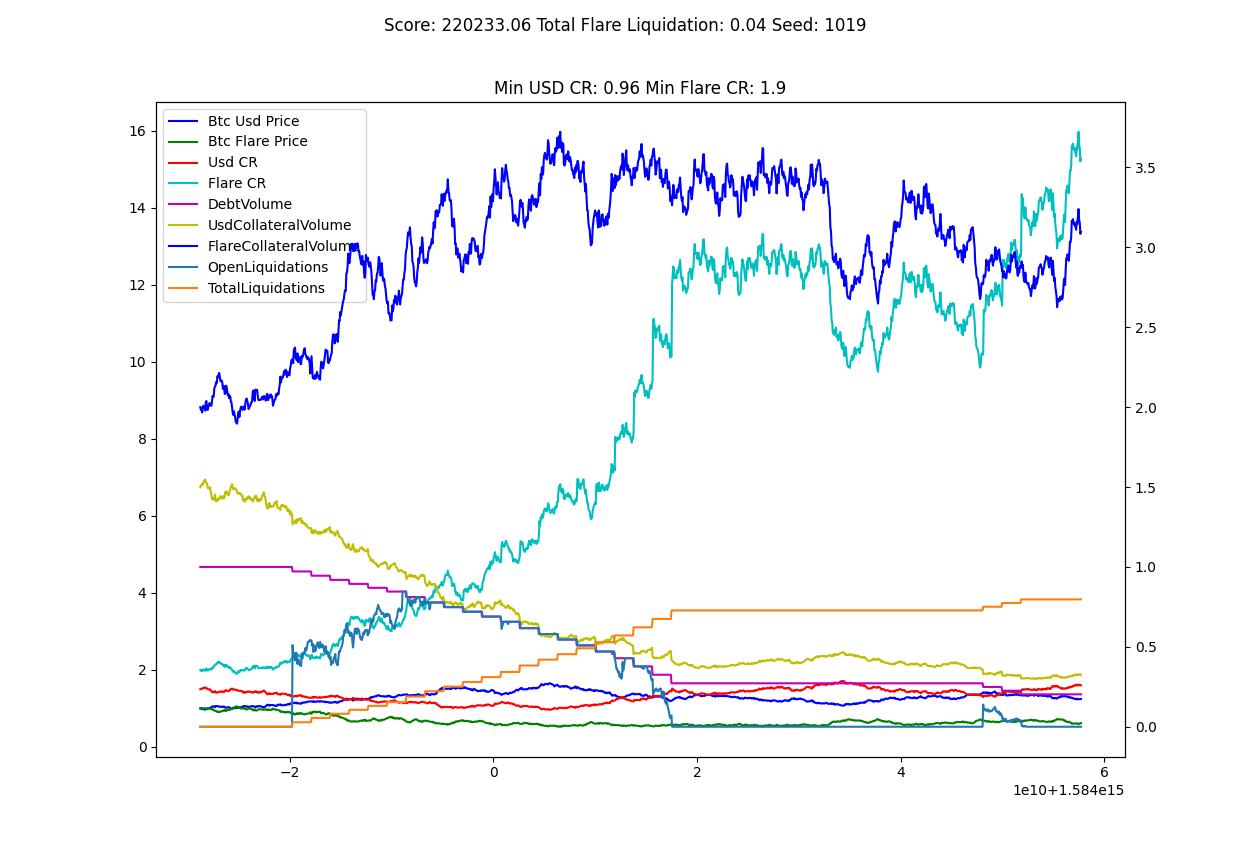 Score: 220233.06 Total Flare Liquidation: 0.04 Seed: 1019
Min USD CR: 0.96 Min Flare CR: 1.9
Btc Usd Price
Btc Flare Price
Usd CR
Flare CR
DebtVolume
UsdCollateralVolume
FlareCollateralVolume
OpenLiquidations
TotalLiquidations
16
14
12
10
8
6
4
2
0
3.5
3.0
2.5
2.0
1.5
1.0
0.5
0.0
−2
0
2
4
6
1e10+1.584e15